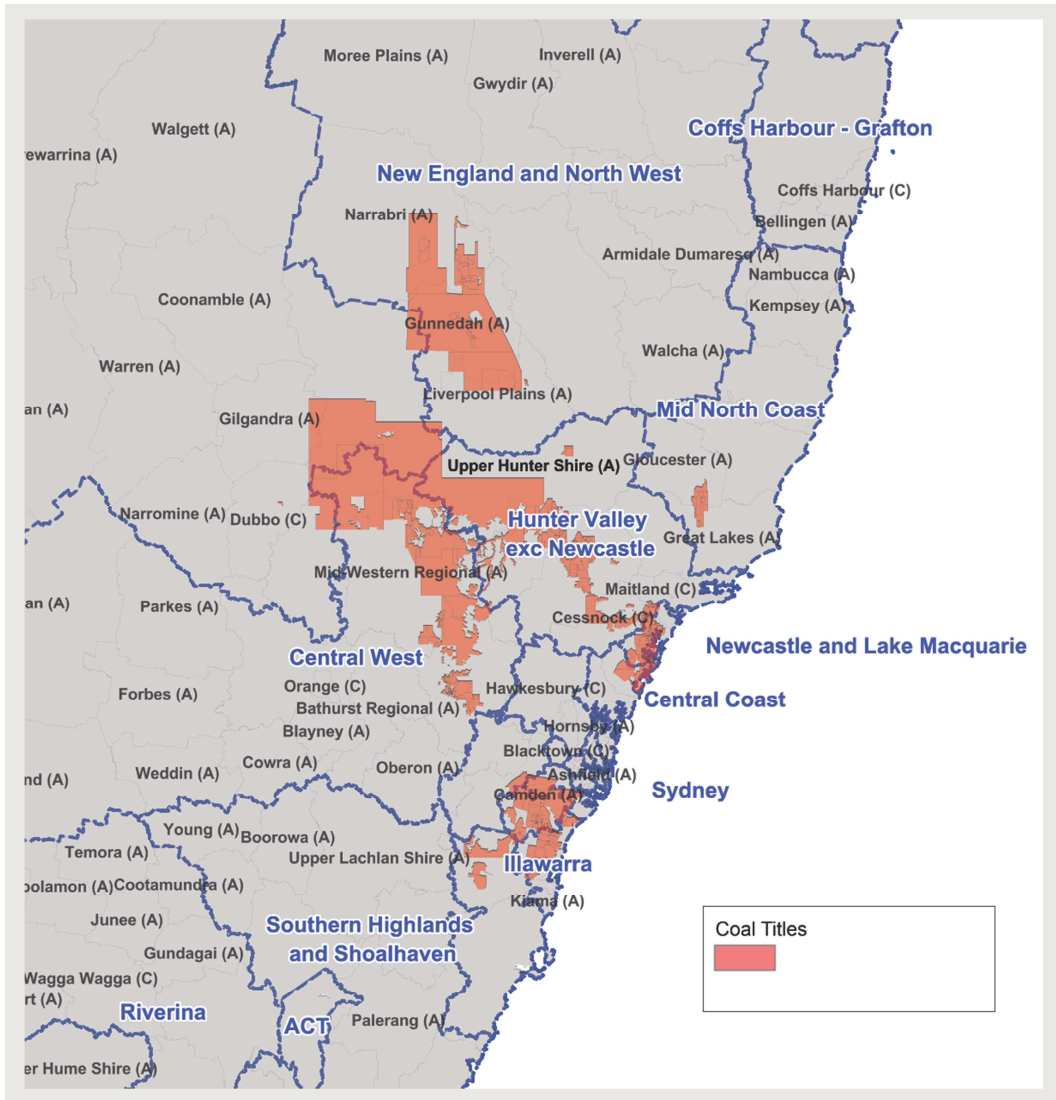 Moree Plains (A)
Inverell (A)
Gwydir (A)
Walgett (A)
Coffs Harbour - Grafton
ewarrina (A)
New England and North West
Coffs Harbour (C)
Narrabri (A)
Bellingen (A)
Armidale Dumaresq (A)
Nambucca (A)
Coonamble (A)
Kempsey (A)
Gunnedah (A)
Walcha (A)
Warren (A)
Liverpool Plains (A)
an (A)
Mid North Coast
Gilgandra (A)
Upper Hunter Shire (A)
Gloucester (A)
Narromine (A)
Dubbo (C)
Hunter Valley
exc Newcastle
Great Lakes (A)
Mid-Western Regional (A)
Maitland (C)
an (A)
Parkes (A)
Cessnock (C)
Newcastle and Lake Macquarie
Central West
Orange (C)
Hawkesbury (C)
Forbes (A)
Central Coast
Bathurst Regional (A)
Hornsby (A)
Blayney (A)
Blacktown (C)
Cowra (A)
Oberon (A)
Weddin (A)
Ashfield (A)
nd (A)
Sydney
Camden (A)
Young (A)
Boorowa (A)
Temora (A)
Upper Lachlan Shire (A)
Illawarra
oolamon (A)
Cootamundra (A)
Kiama (A)
Junee (A)
Southern Highlands
and Shoalhaven
Coal Titles
Gundagai (A)
Wagga Wagga (C)
rt (A)
Riverina
ACT
Palerang (A)
er Hume Shire (A)